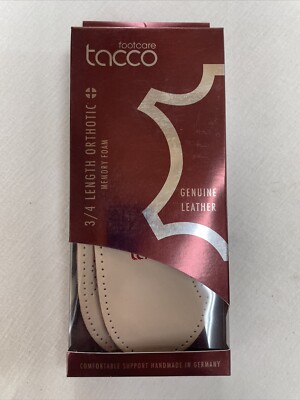 footcare
tacco
3/4 LENGTH ORTHOTIC
MEMORY FOAM
GENUINE
LEATHER
COMFORTABLE SUPPORT HANDMADE IN GERMANY